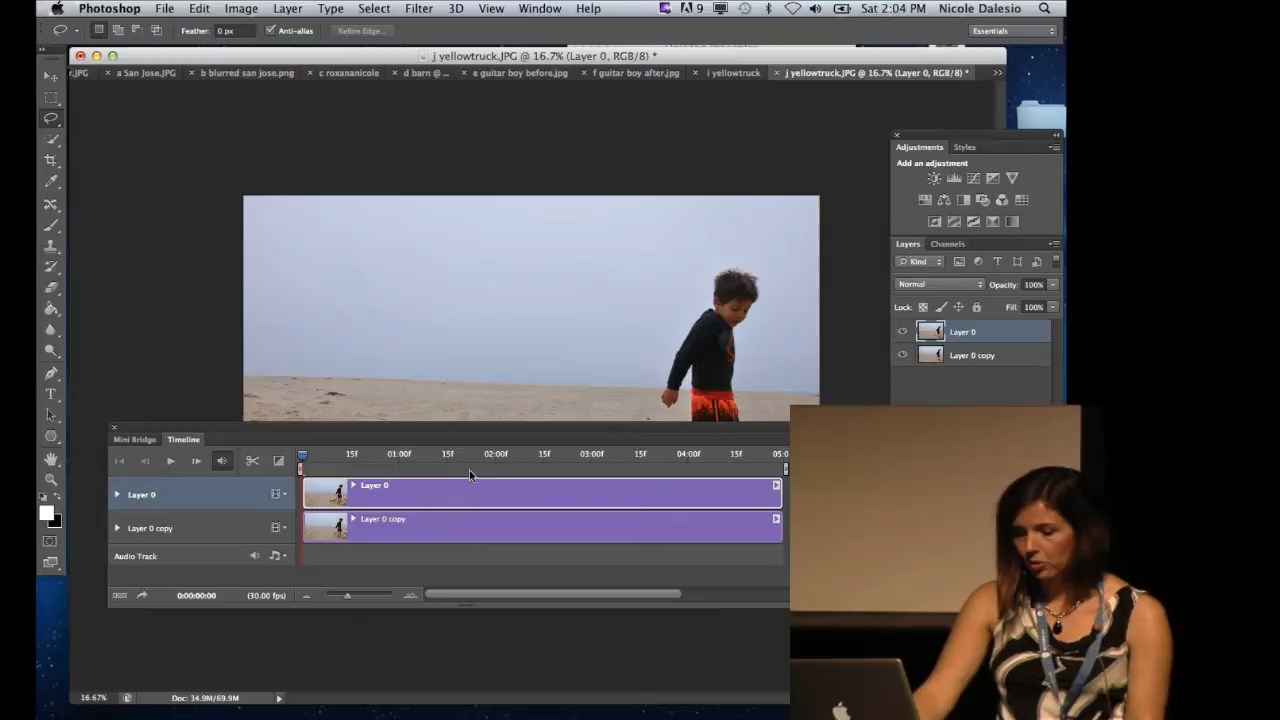 Photoshop File Edit Image Layer Type Select Filter 3D View Window Help 9 Sat 2:04 PM Nicole Dalesio
Feather: 0 px Anti-alias Refine Edge... Essentials
j yellowtruck.JPG @ 16.7% (Layer 0, RGB/8) *
r.JPG × a San Jose.JPG × b blurred san jose.png × c roxananicole × d barn @ ... × e guitar boy before.jpg × f guitar boy after.jpg × i yellowtruck × j yellowtruck.JPG @ 16.7% (Layer 0, RGB/8) * >>
Adjustments Styles
Add an adjustment
Layers Channels
Kind
Normal Opacity: 100%
Lock: Fill: 100%
Layer 0
Layer 0 copy
Mini Bridge Timeline
15f 01:00f 15f 02:00f 15f 03:00f 15f 04:00f 15f 05:0
Layer 0 Layer 0
Layer 0 copy Layer 0 copy
Audio Track
0:00:00:00 (30.00 fps)
16.67% Doc: 34.9M/69.9M